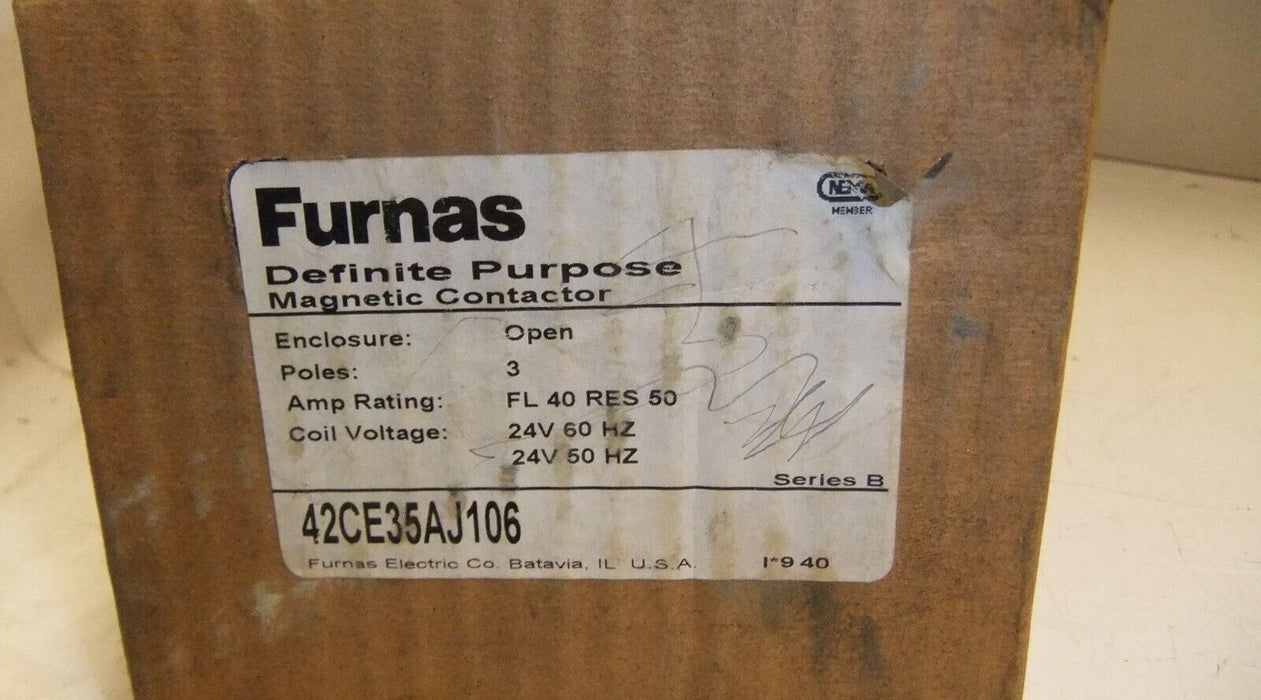 Furnas
NEMA
MEMBER
Definite Purpose
Magnetic Contactor
Enclosure: Open
Poles: 3
Amp Rating: FL 40 RES 50
Coil Voltage: 24V 60 HZ
24V 50 HZ
Series B
42CE35AJ106
Furnas Electric Co. Batavia, IL U.S.A. I*9 40